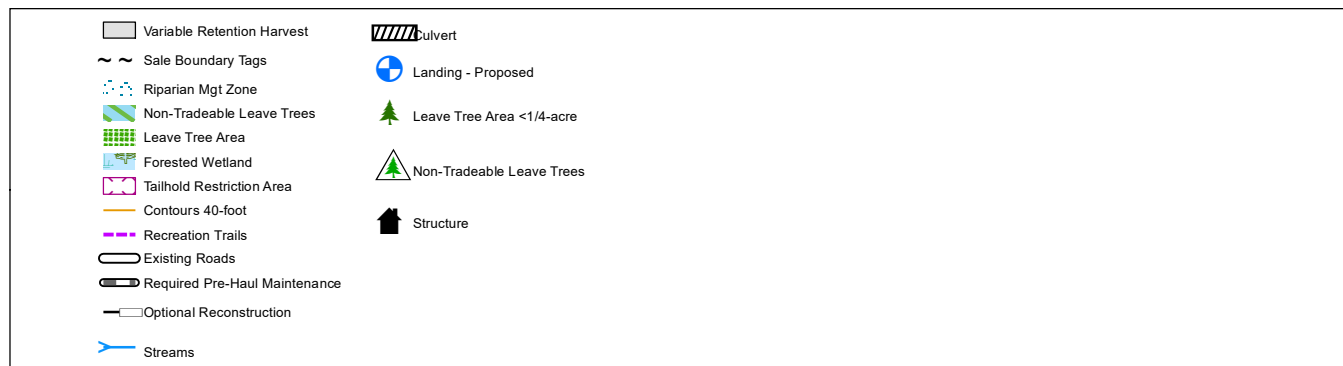 Variable Retention Harvest
Sale Boundary Tags
Riparian Mgt Zone
Non-Tradeable Leave Trees
Leave Tree Area
Forested Wetland
Tailhold Restriction Area
Contours 40-foot
Recreation Trails
Existing Roads
Required Pre-Haul Maintenance
Optional Reconstruction
Streams
Culvert
Landing - Proposed
Leave Tree Area <1/4-acre
Non-Tradeable Leave Trees
Structure